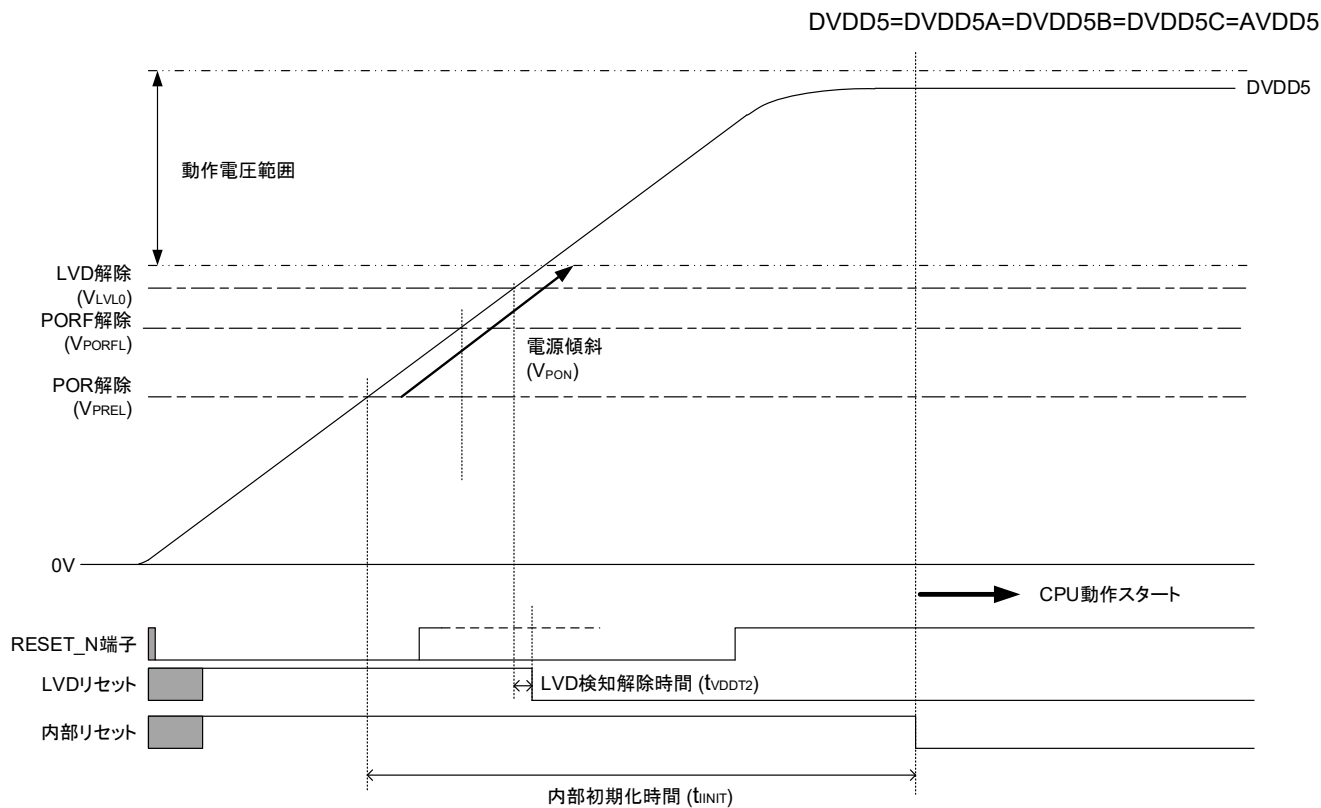 DVDD5=DVDD5A=DVDD5B=DVDD5C=AVDD5
DVDD5
動作電圧範囲
LVD解除
(VLVL0)
PORF解除
(VPORFL)
電源傾斜
(VPON)
POR解除
(VPREL)
0V
CPU動作スタート
RESET_N端子
LVDリセット
LVD検知解除時間 (tVDDT2)
内部リセット
内部初期化時間 (tIINIT)